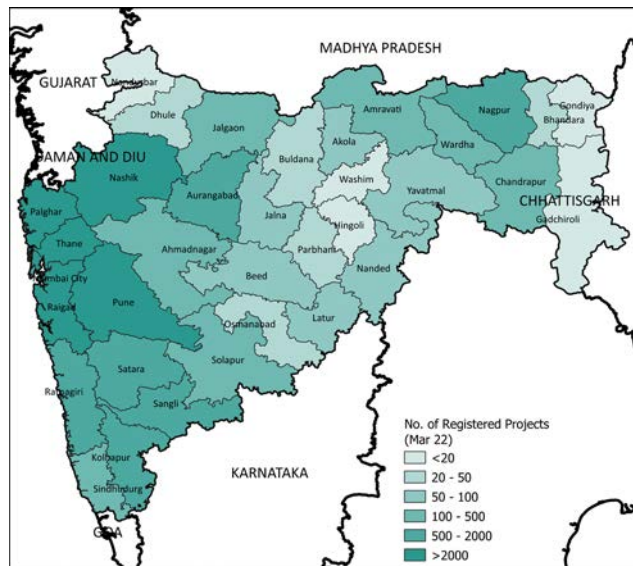 MADHYA PRADESH
GUJARAT
Nandurbar
Dhule
Jalgaon
Amravati
Nagpur
Gondiya
Bhandara
Buldana
Akola
Wardha
DAMAN AND DIU
Nashik
Aurangabad
Washim
Yavatmal
Chandrapur
CHHATTISGARH
Gadchiroli
Palghar
Jalna
Hingoli
Thane
Ahmadnagar
Parbhani
Mumbai City
Beed
Nanded
Raigad
Pune
Osmanabad
Latur
Satara
Solapur
Ratnagiri
Sangli
No. of Registered Projects
(Mar 22)
<20
20 - 50
50 - 100
100 - 500
500 - 2000
>2000
Kolhapur
KARNATAKA
Sindhudurg
GOA